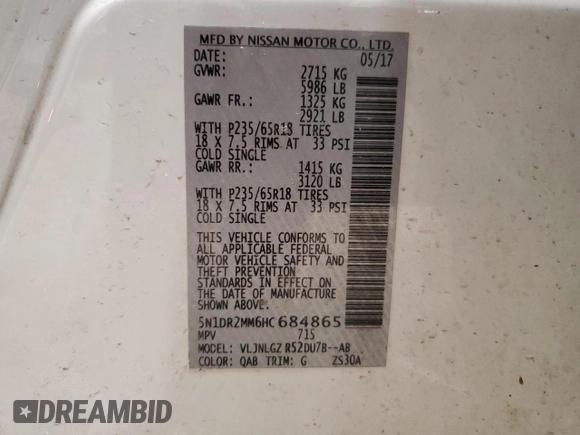 MFD BY NISSAN MOTOR CO., LTD.
DATE: 05/17
GVWR: 2715 KG
5986 LB
GAWR FR.: 1325 KG
2921 LB
WITH P235/65R18 TIRES
18 X 7.5 RIMS AT 33 PSI
COLD SINGLE
GAWR RR.: 1415 KG
3120 LB
WITH P235/65R18 TIRES
18 X 7.5 RIMS AT 33 PSI
COLD SINGLE
THIS VEHICLE CONFORMS TO
ALL APPLICABLE FEDERAL
MOTOR VEHICLE SAFETY AND
THEFT PREVENTION
STANDARDS IN EFFECT ON
THE DATE OF MANUFACTURE
SHOWN ABOVE.
5N1DR2MM6HC684865
MPV 715
MODEL: VLJNLGZ R52DU7B--AB
COLOR: QAB TRIM: G ZS30A
DREAMBID